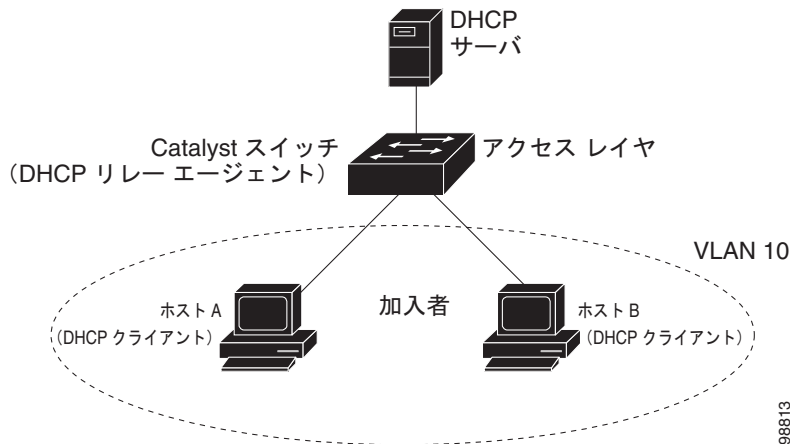 DHCP
サーバ
Catalyst スイッチ
(DHCP リレー エージェント)
アクセス レイヤ
VLAN 10
ホスト A
(DHCP クライアント)
加入者
ホスト B
(DHCP クライアント)
98813